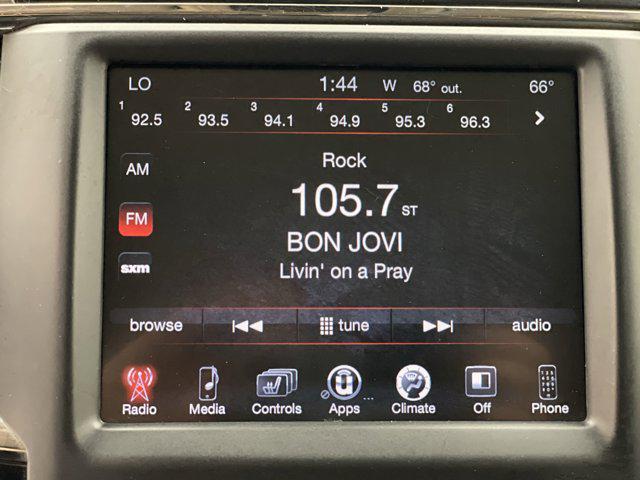 LO 1:44 W 68° out. 66°
1 92.5 2 93.5 3 94.1 4 94.9 5 95.3 6 96.3
AM
Rock
105.7 ST
FM
BON JOVI
Livin' on a Pray
sxm
browse tune audio
Radio Media Controls Apps Climate Off Phone